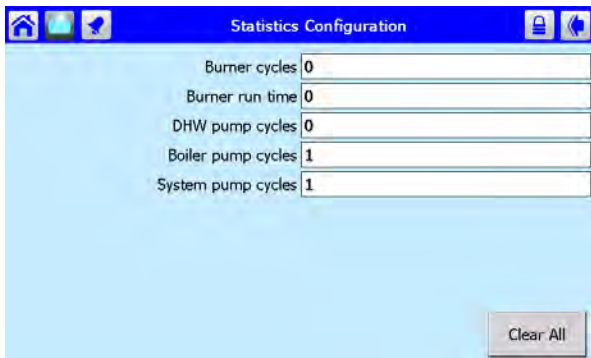 Statistics Configuration
Burner cycles 0
Burner run time 0
DHW pump cycles 0
Boiler pump cycles 1
System pump cycles 1
Clear All